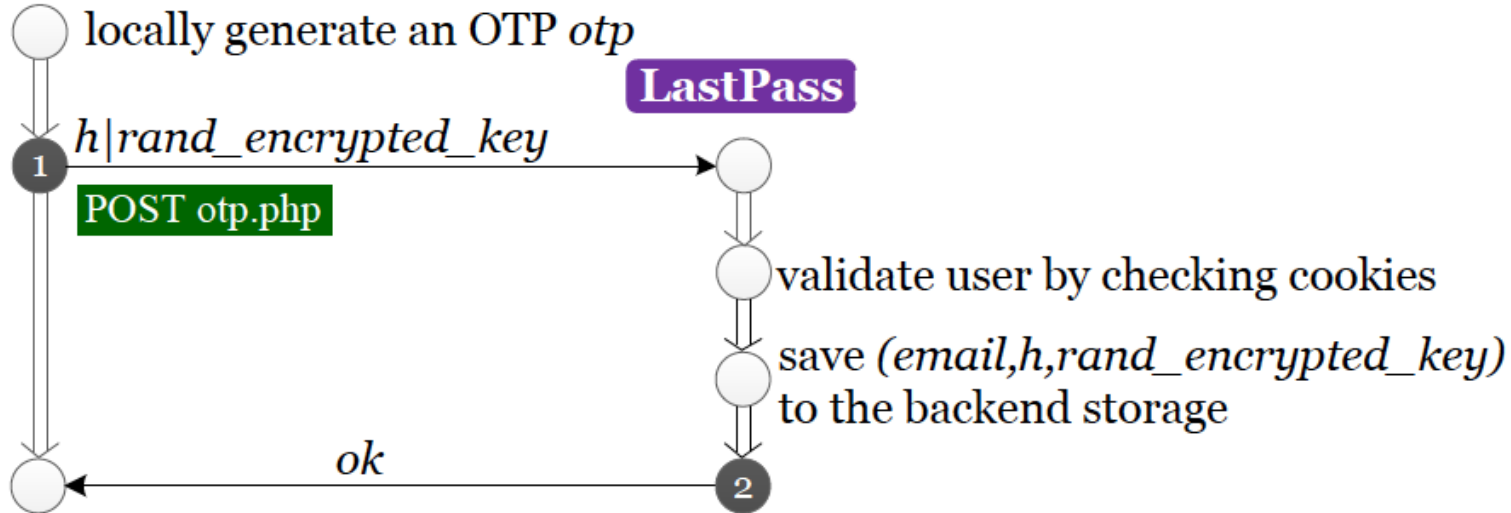 locally generate an OTP otp
LastPass
h|rand_encrypted_key
1
POST otp.php
validate user by checking cookies
save (email,h,rand_encrypted_key)
to the backend storage
ok
2